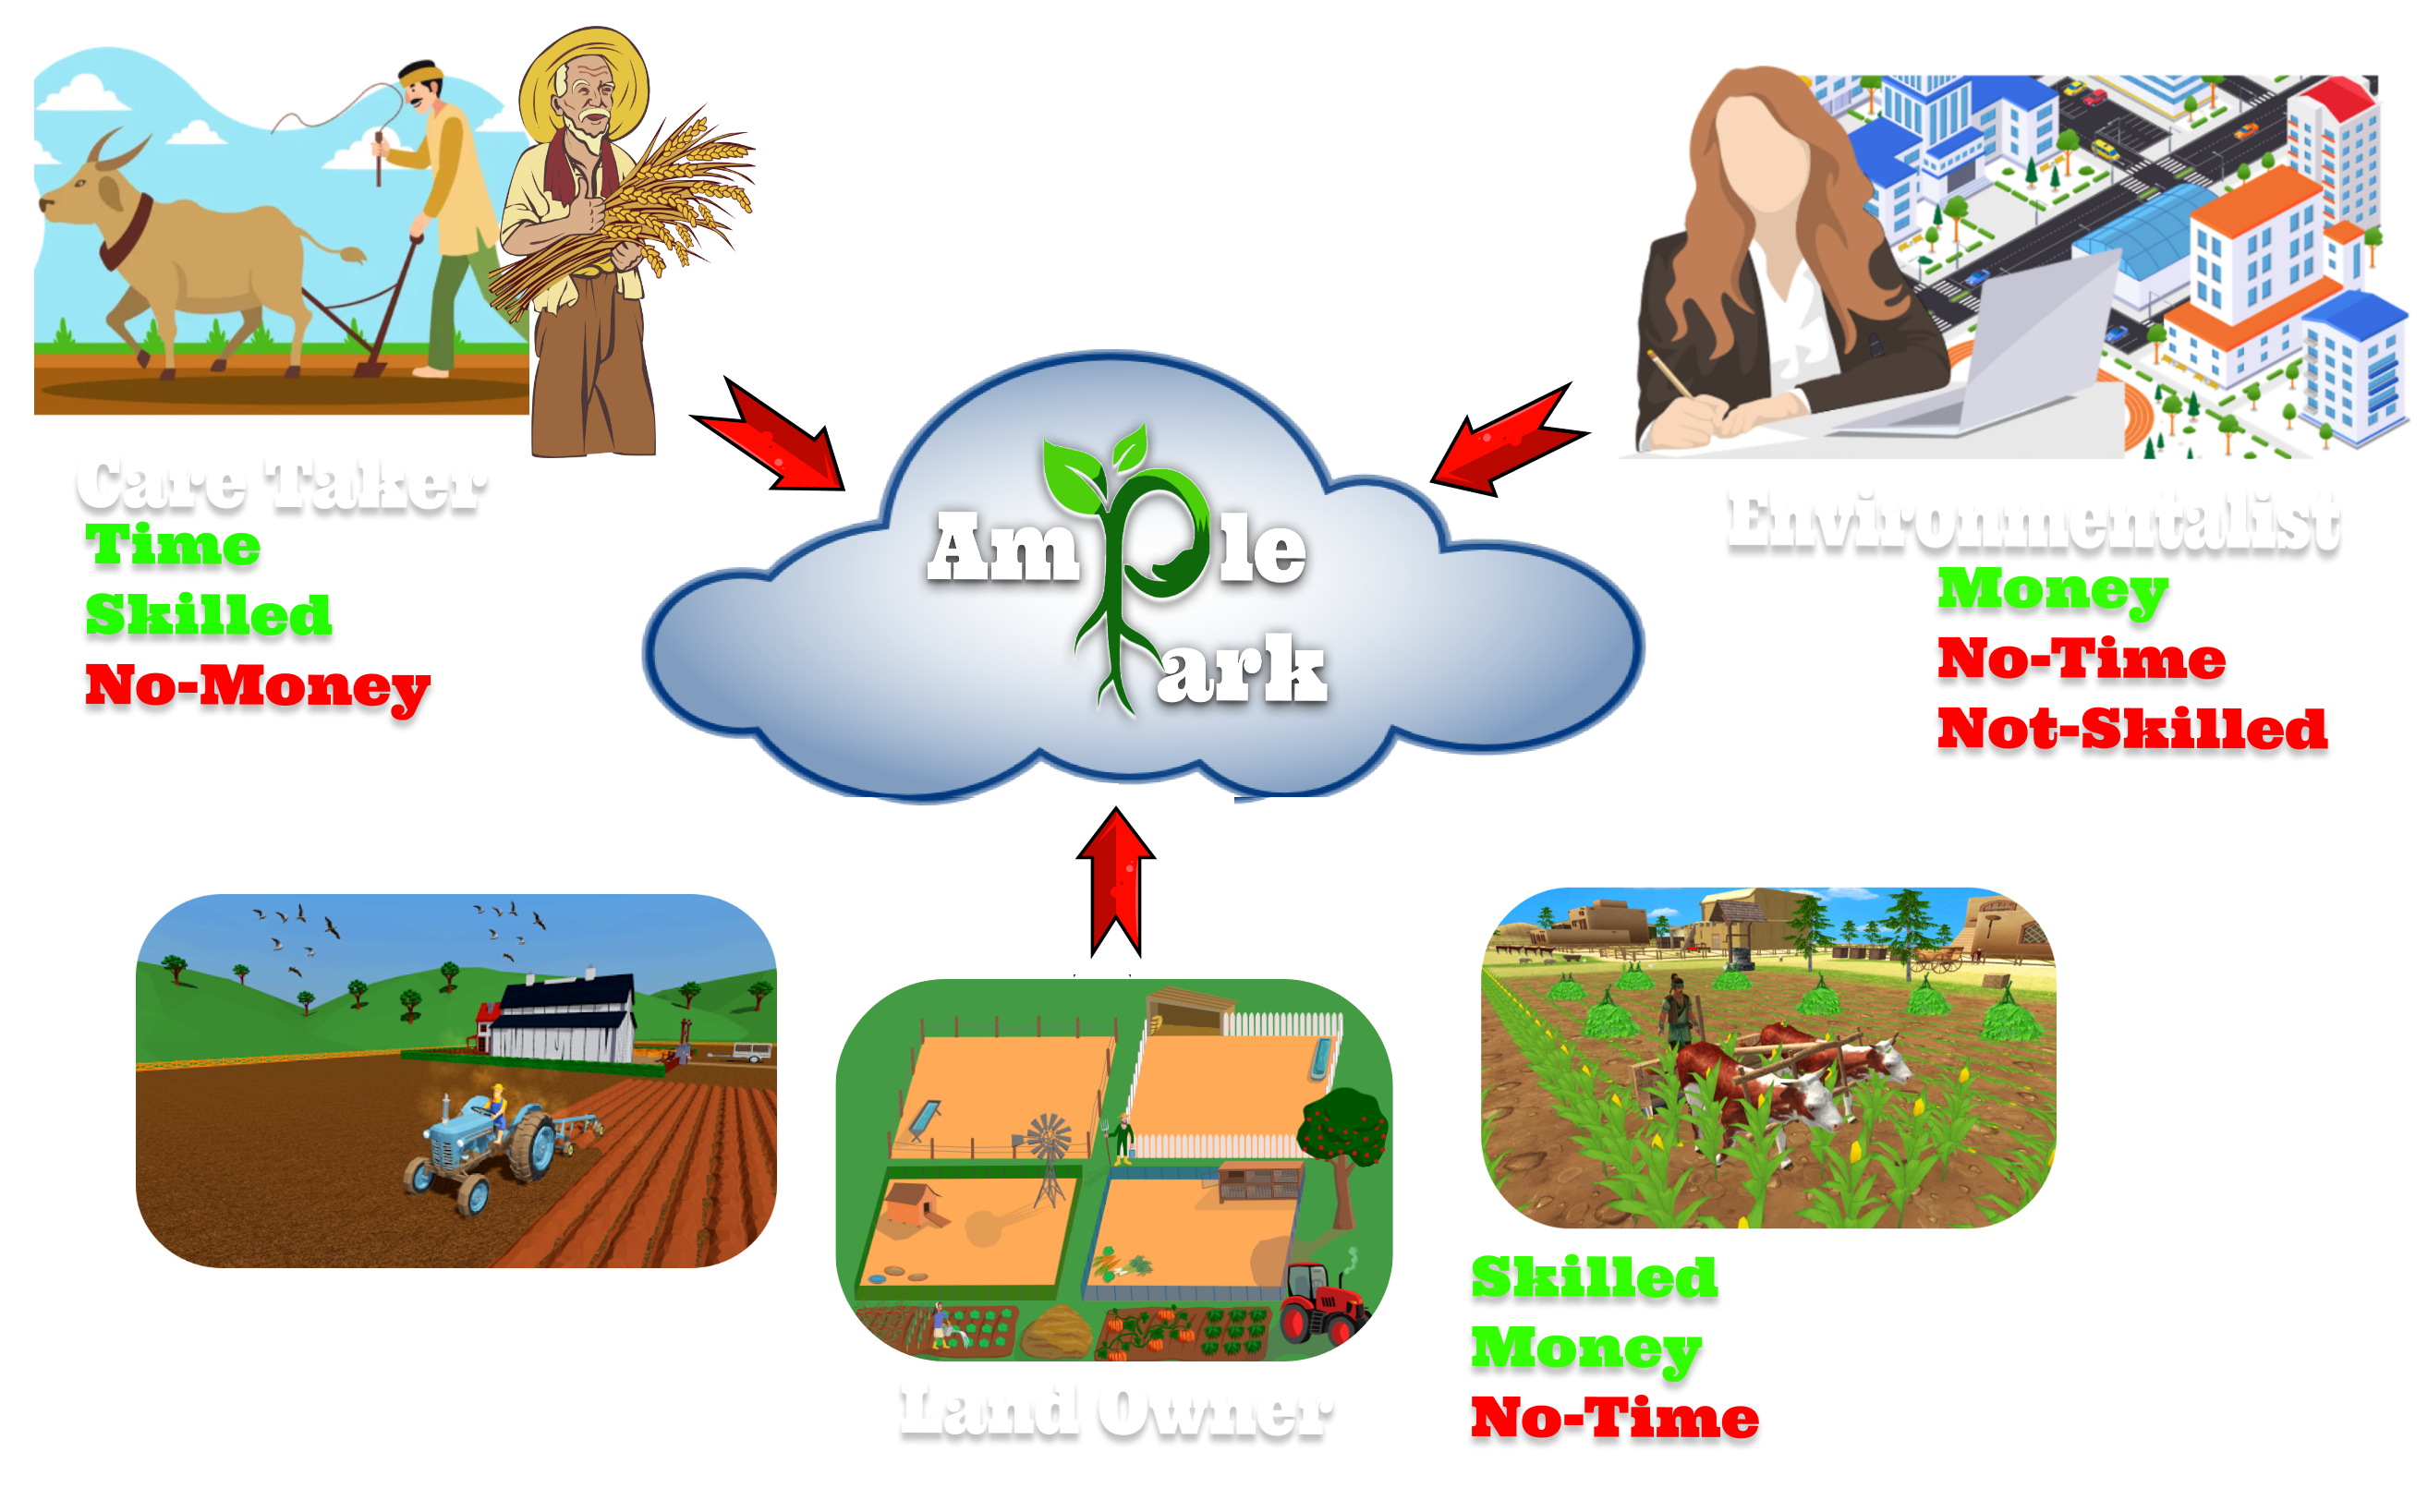 Care Taker
Time
Skilled
No-Money
Ample
Park
Environmentalist
Money
No-Time
Not-Skilled
Land Owner
Skilled
Money
No-Time